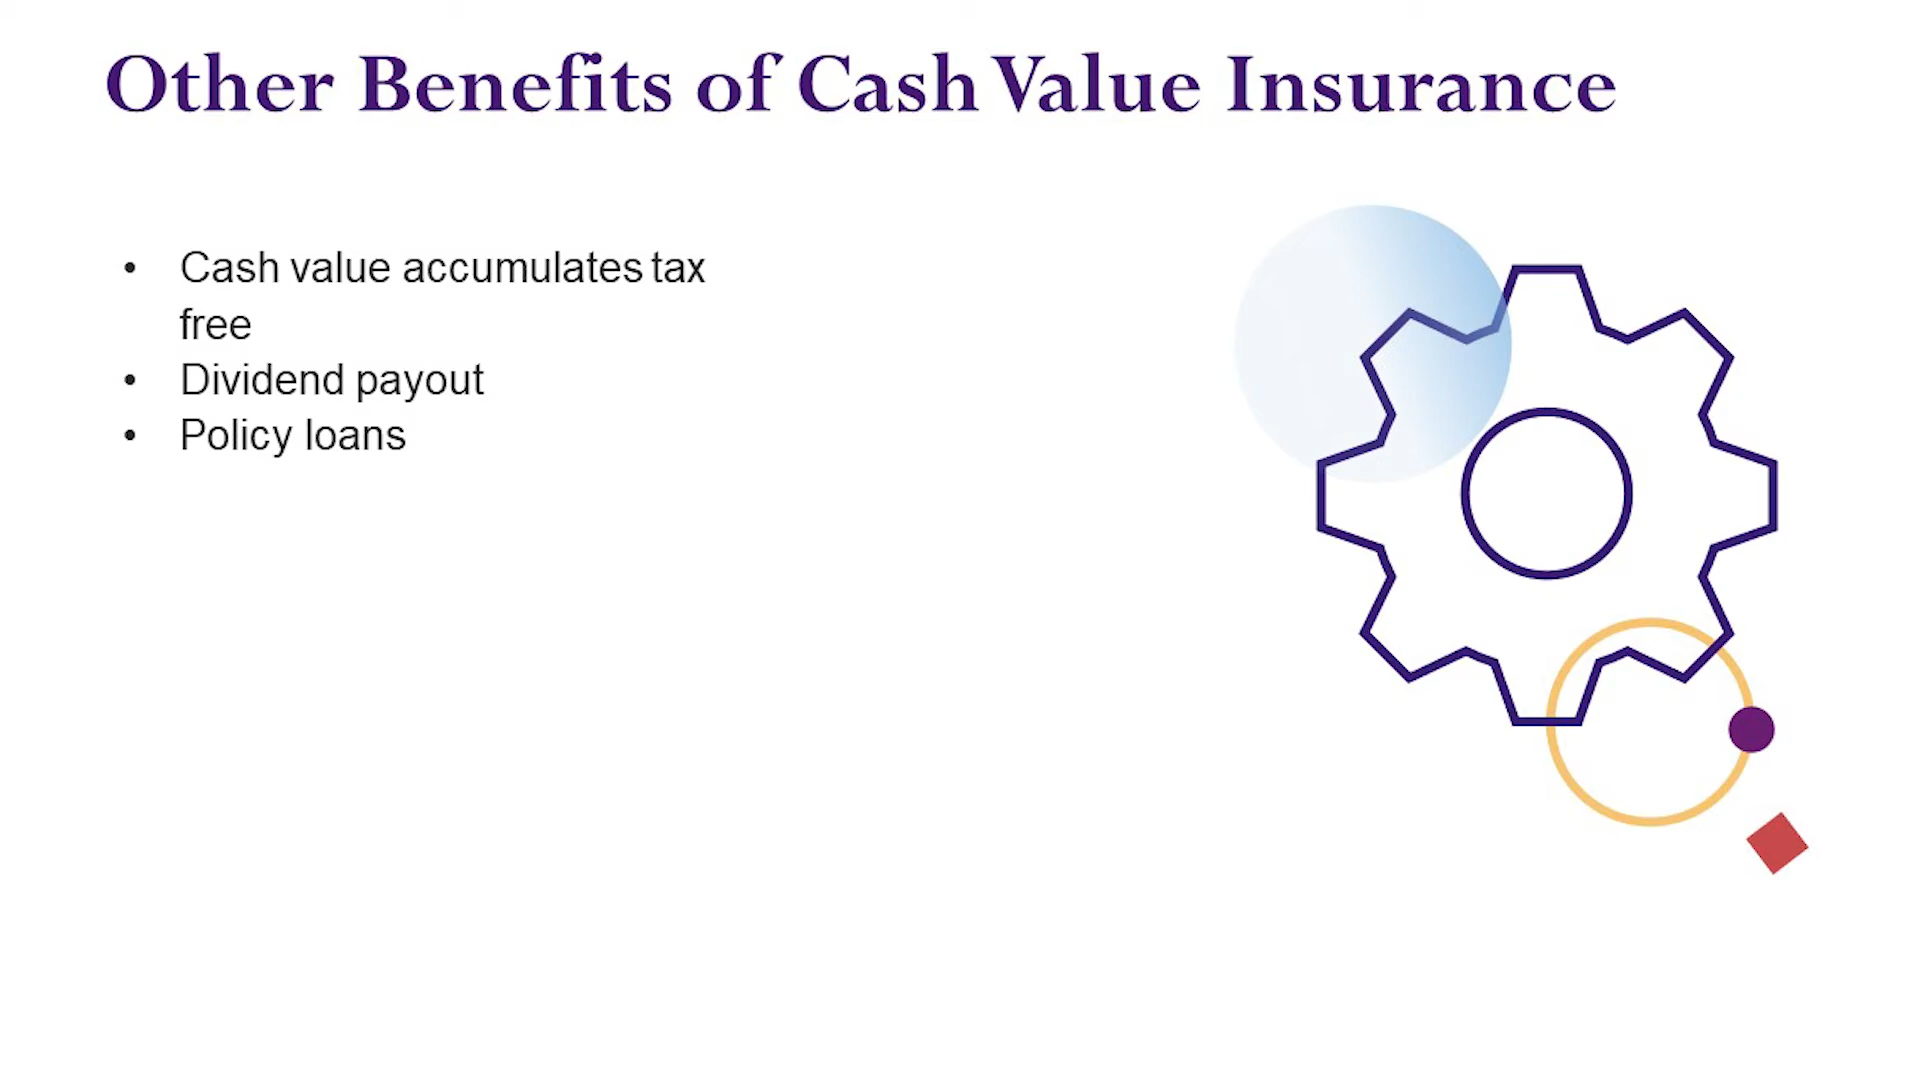 Other Benefits of Cash Value Insurance
• Cash value accumulates tax
free
• Dividend payout
• Policy loans